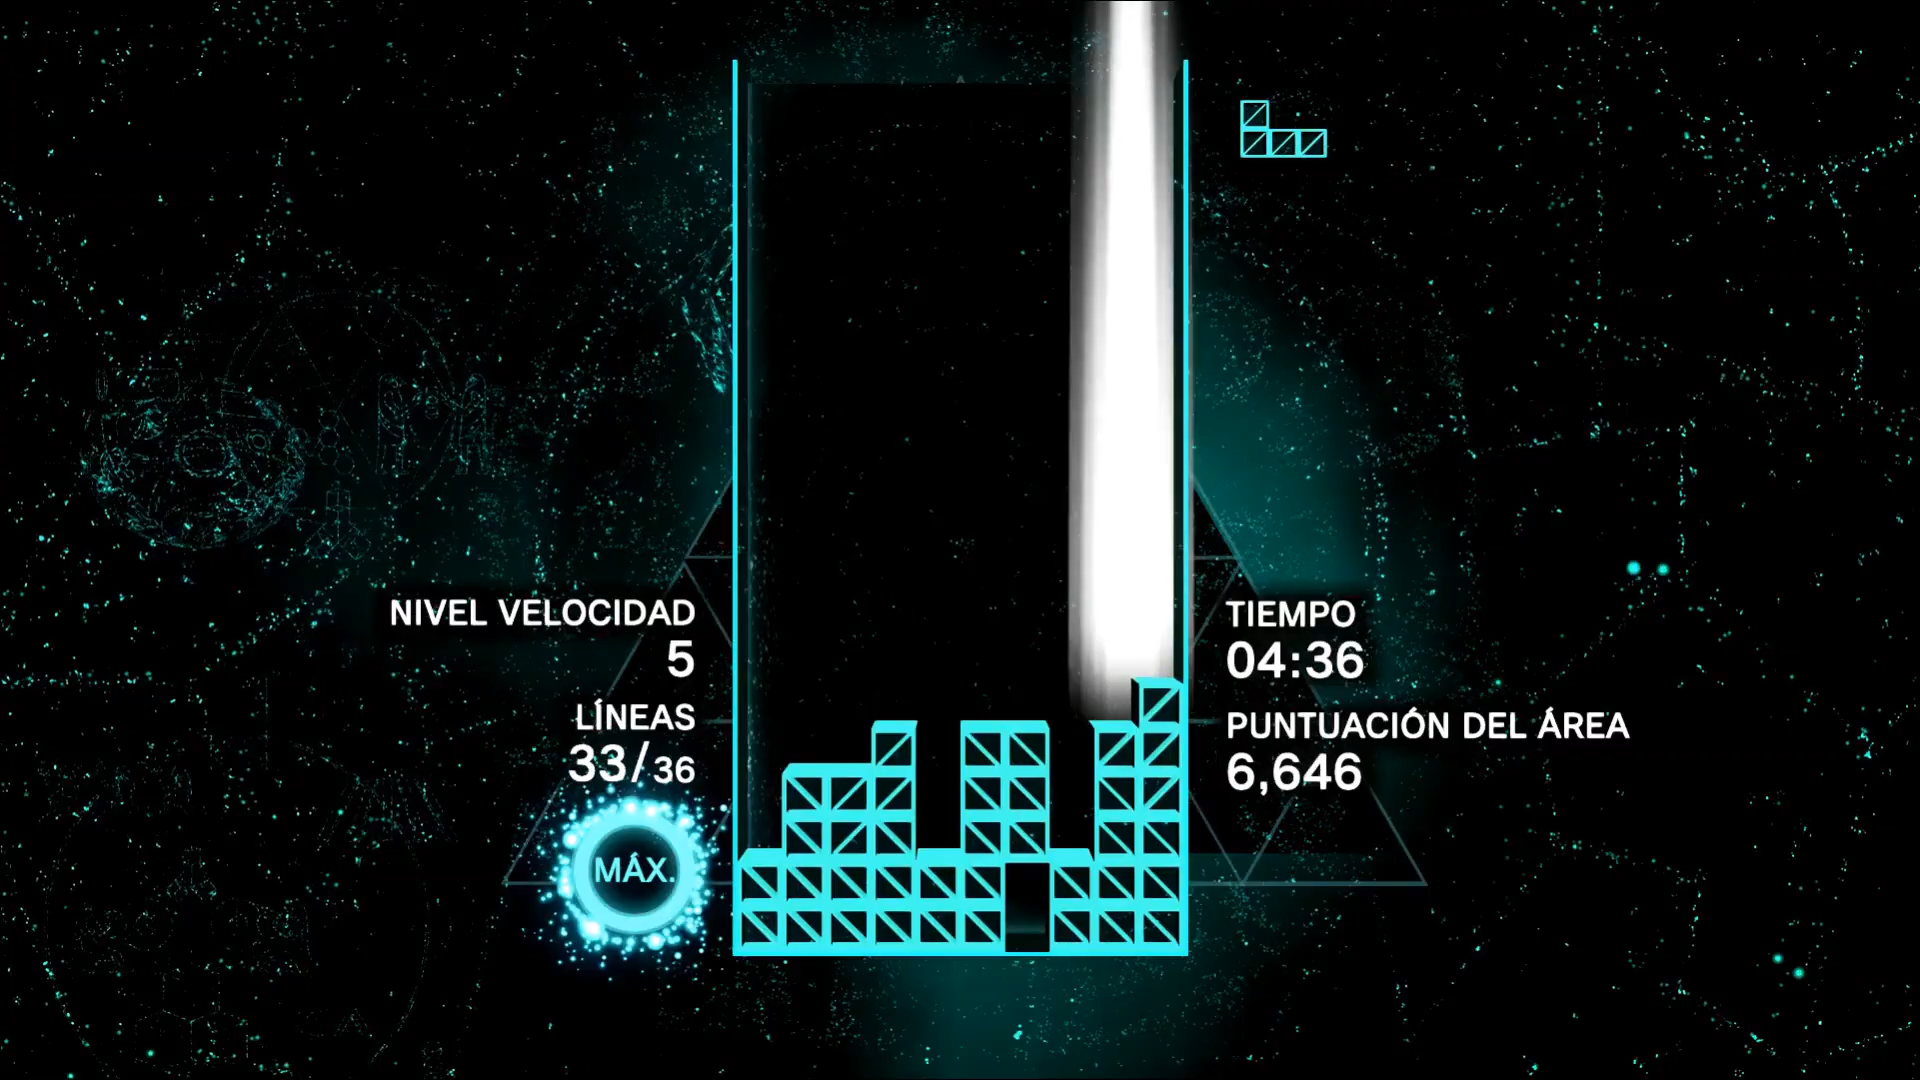 NIVEL VELOCIDAD
5
LÍNEAS
33/36
MÁX.
TIEMPO
04:36
PUNTUACIÓN DEL ÁREA
6,646